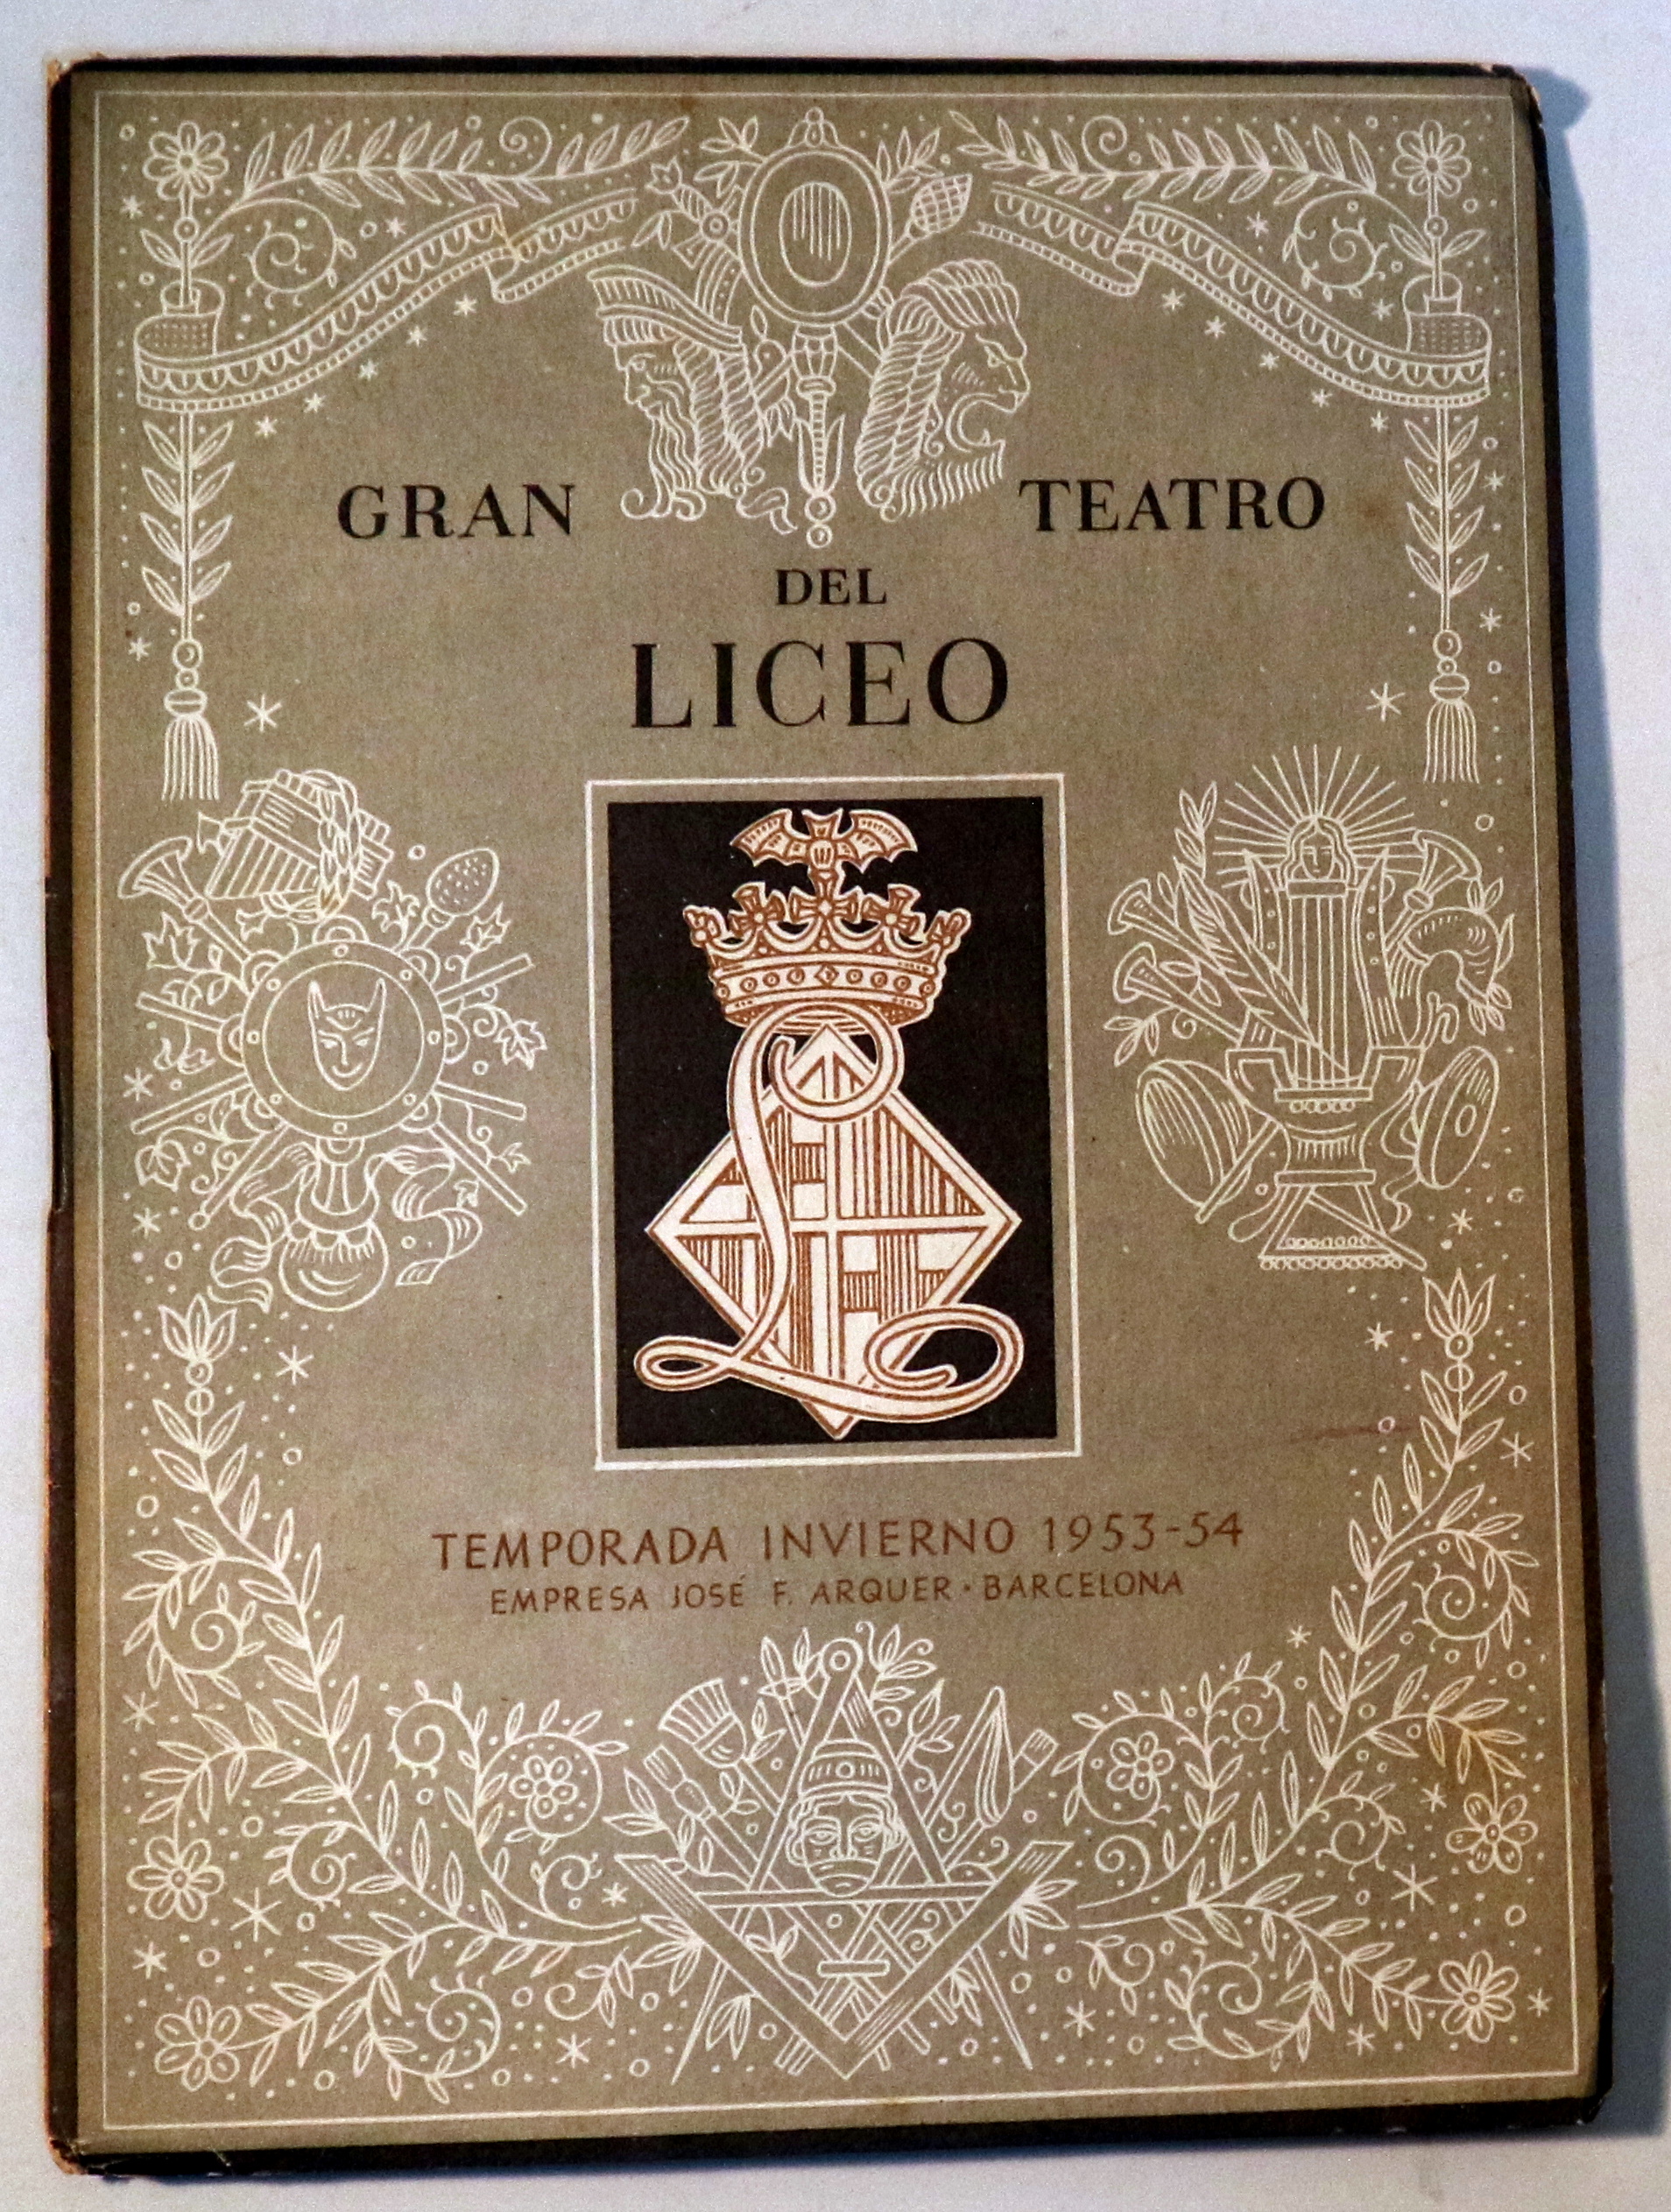 GRAN TEATRO
DEL
LICEO
L
TEMPORADA INVIERNO 1953-54
EMPRESA JOSÉ F. ARQUER · BARCELONA